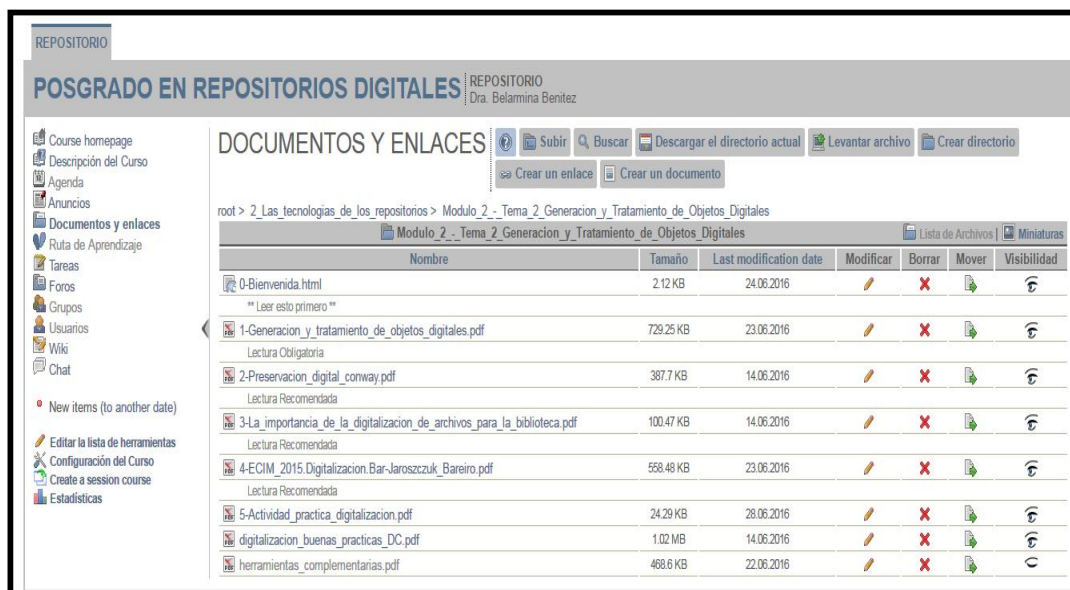 REPOSITORIO
POSGRADO EN REPOSITORIOS DIGITALES
REPOSITORIO
Dra. Belarmina Benitez
Course homepage
Descripción del Curso
Agenda
Anuncios
Documentos y enlaces
Ruta de Aprendizaje
Tareas
Foros
Grupos
Usuarios
Wiki
Chat
New items (to another date)
Editar la lista de herramientas
Configuración del Curso
Create a session course
Estadísticas
DOCUMENTOS Y ENLACES
Subir Buscar Descargar el directorio actual Levantar archivo Crear directorio
Crear un enlace Crear un documento
root > 2_Las_tecnologias_de_los_repositorios > Modulo_2_-_Tema_2_Generacion_y_Tratamiento_de_Objetos_Digitales
Modulo_2_-_Tema_2_Generacion_y_Tratamiento_de_Objetos_Digitales Lista de Archivos | Miniaturas
Nombre Tamaño Last modification date Modificar Borrar Mover Visibilidad
0-Bienvenida.html 2.12 KB 24.06.2016
** Leer esto primero **
1-Generacion_y_tratamiento_de_objetos_digitales.pdf 729.25 KB 23.06.2016
Lectura Obligatoria
2-Preservacion_digital_conway.pdf 387.7 KB 14.06.2016
Lectura Recomendada
3-La_importancia_de_la_digitalizacion_de_archivos_para_la_biblioteca.pdf 100.47 KB 14.06.2016
Lectura Recomendada
4-ECIM_2015.Digitalizacion.Bar-Jaroszczuk_Bareiro.pdf 558.48 KB 23.06.2016
Lectura Recomendada
5-Actividad_practica_digitalizacion.pdf 24.29 KB 28.06.2016
digitalizacion_buenas_practicas_DC.pdf 1.02 MB 14.06.2016
herramientas_complementarias.pdf 468.6 KB 22.06.2016